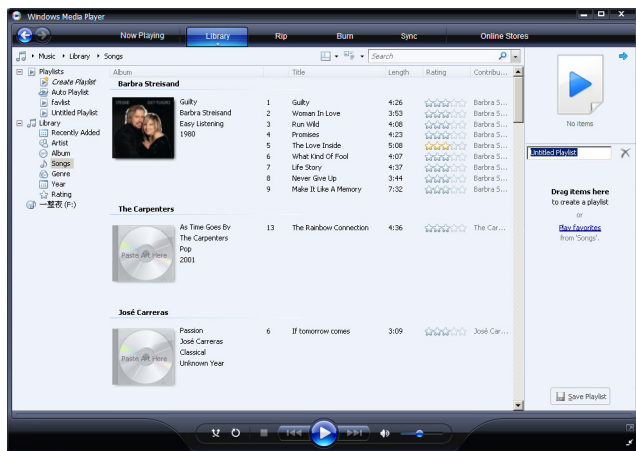 Windows Media Player
Now Playing Library Rip Burn Sync Online Stores
Music Library Songs
Search
Playlists
Create Playlist
Auto Playlist
favlist
Untitled Playlist
Library
Recently Added
Artist
Album
Songs
Genre
Year
Rating
一整夜 (F:)
Album Title Length Rating Contribu...
Barbra Streisand
Guilty
Barbra Streisand
Easy Listening
1980
1 Guilty 4:26 Barbra S...
2 Woman In Love 3:53 Barbra S...
3 Run Wild 4:08 Barbra S...
4 Promises 4:23 Barbra S...
5 The Love Inside 5:08 Barbra S...
6 What Kind Of Fool 4:07 Barbra S...
7 Life Story 4:37 Barbra S...
8 Never Give Up 3:44 Barbra S...
9 Make It Like A Memory 7:32 Barbra S...
The Carpenters
Paste Art Here
As Time Goes By
The Carpenters
Pop
2001
13 The Rainbow Connection 4:36 The Car...
José Carreras
Paste Art Here
Passion
José Carreras
Classical
Unknown Year
6 If tomorrow comes 3:09 José Car...
No items
Untitled Playlist
Drag items here
to create a playlist
or
Play favorites
from 'Songs'.
Save Playlist